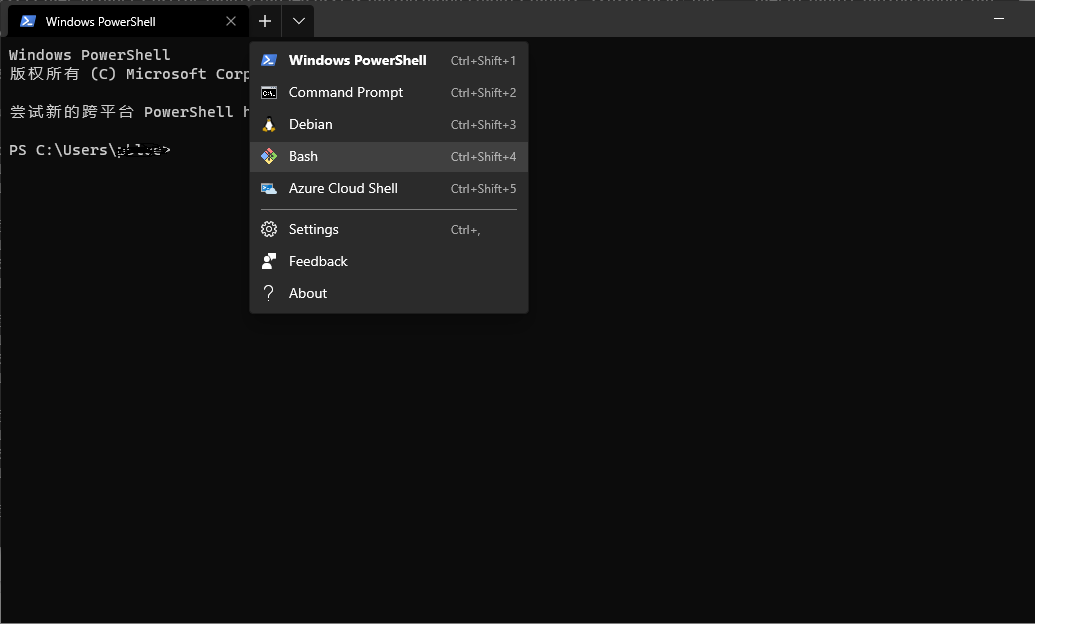 Windows PowerShell
Windows PowerShell
版权所有 (C) Microsoft Corp
尝试新的跨平台 PowerShell
PS C:\Users\
>
Windows PowerShell Ctrl+Shift+1
Command Prompt Ctrl+Shift+2
Debian Ctrl+Shift+3
Bash Ctrl+Shift+4
Azure Cloud Shell Ctrl+Shift+5
Settings Ctrl+,
Feedback
About